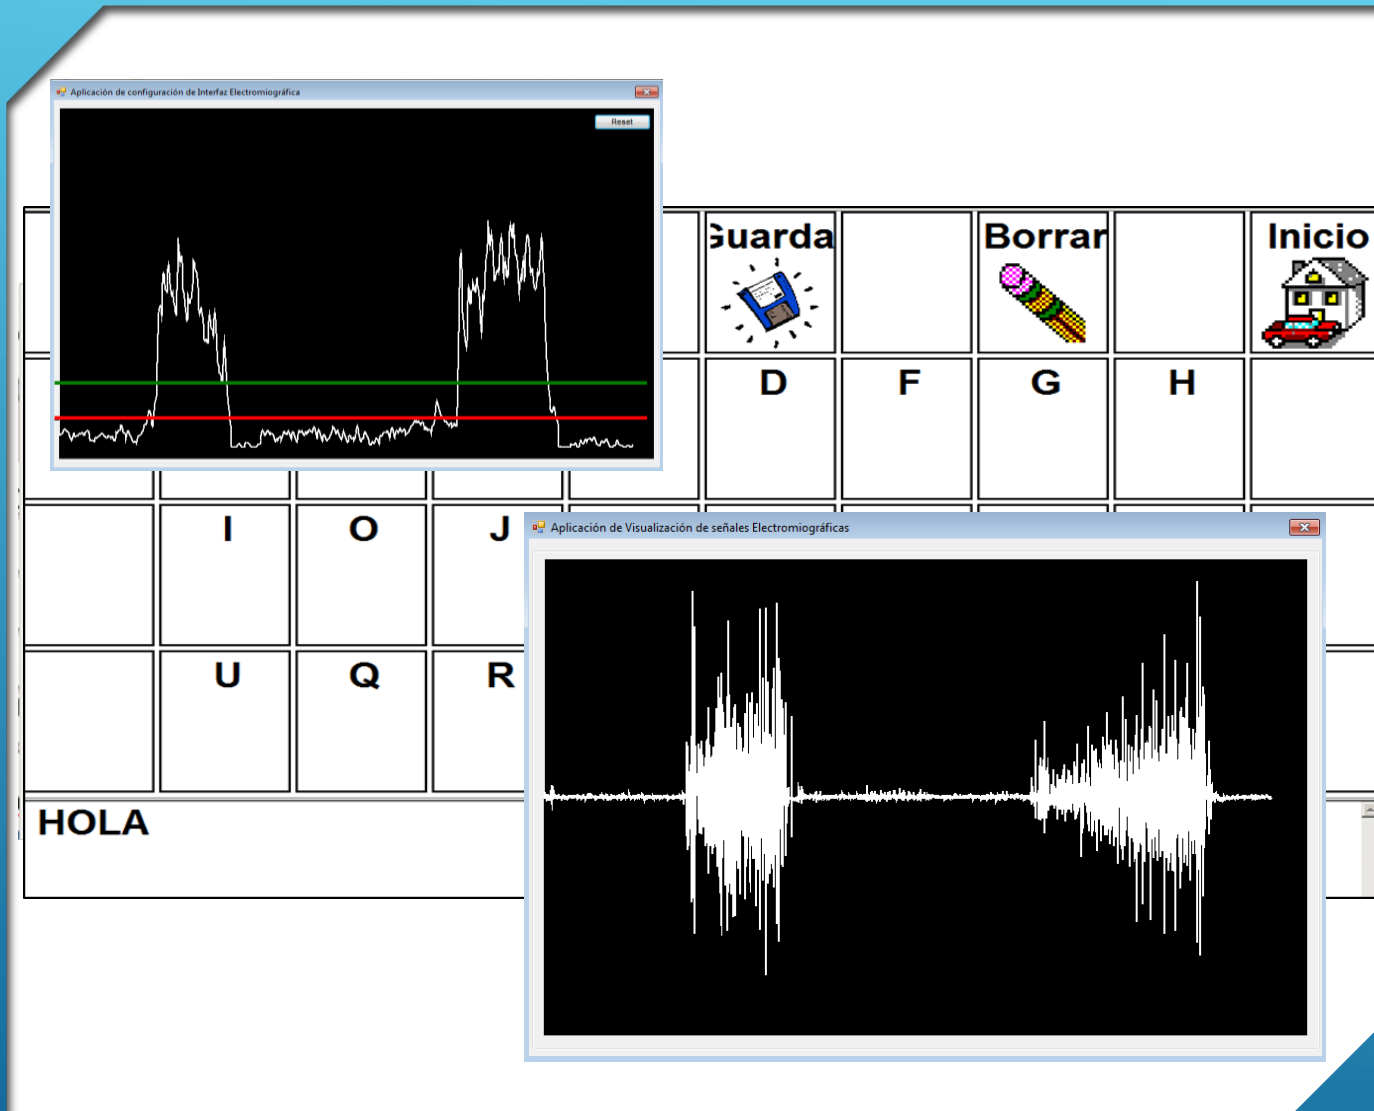 Aplicación de configuración de Interfaz Electromiográfica
Reset
Guarda
Borrar
Inicio
D F G H
I O J
Aplicación de Visualización de señales Electromiográficas
U Q R
HOLA